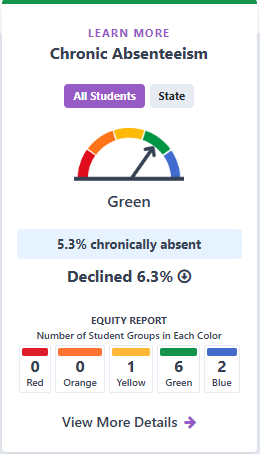 LEARN MORE
Chronic Absenteeism
All Students State
Green
5.3% chronically absent
Declined 6.3%
EQUITY REPORT
Number of Student Groups in Each Color
0 0 1 6 2
Red Orange Yellow Green Blue
View More Details